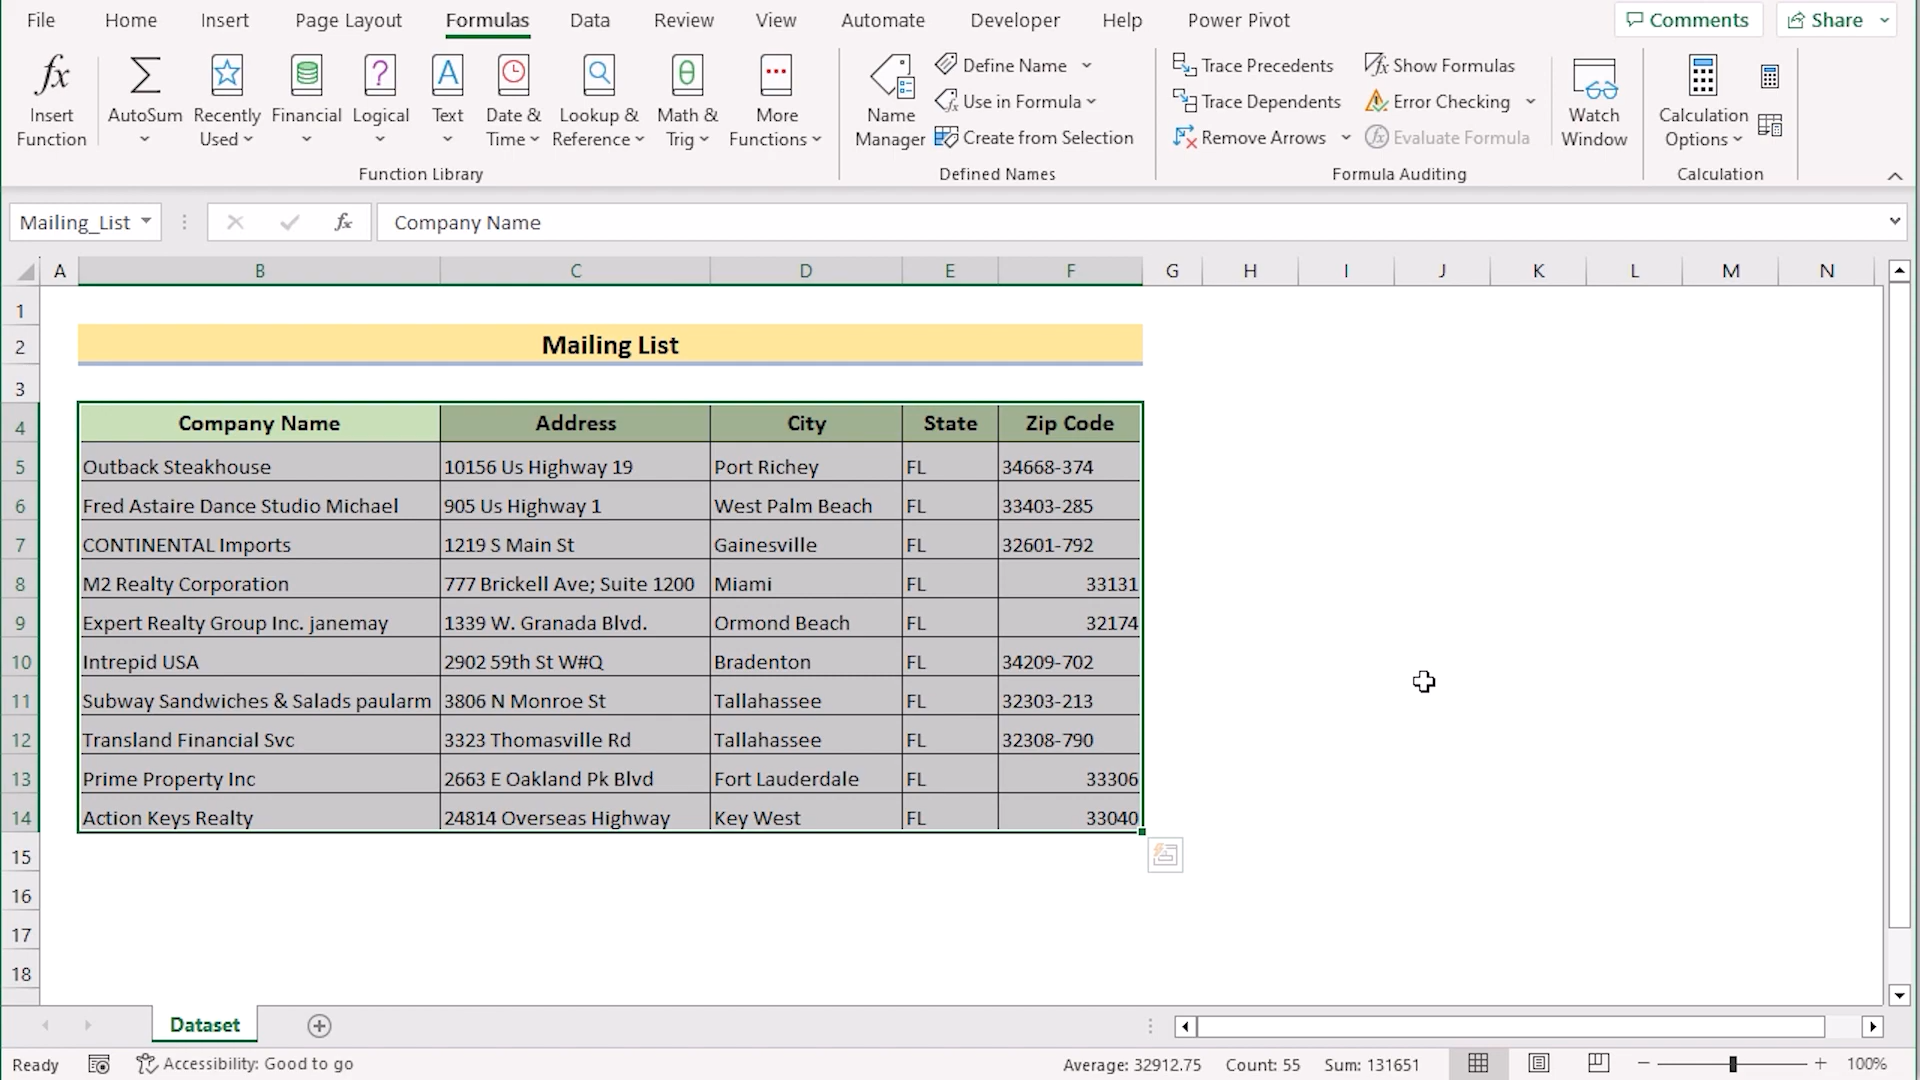 File Home Insert Page Layout Formulas Data Review View Automate Developer Help Power Pivot Comments Share
fx Insert Function
AutoSum
Recently Used
Financial
Logical
Text
Date & Time
Lookup & Reference
Math & Trig
More Functions
Function Library
Name Manager
Define Name
Use in Formula
Create from Selection
Defined Names
Trace Precedents
Trace Dependents
Remove Arrows
Show Formulas
Error Checking
Evaluate Formula
Formula Auditing
Watch Window
Calculation Options
Calculation
Mailing_List fx Company Name
A B C D E F G H I J K L M N
1
2 Mailing List
3
4 Company Name Address City State Zip Code
5 Outback Steakhouse 10156 Us Highway 19 Port Richey FL 34668-374
6 Fred Astaire Dance Studio Michael 905 Us Highway 1 West Palm Beach FL 33403-285
7 CONTINENTAL Imports 1219 S Main St Gainesville FL 32601-792
8 M2 Realty Corporation 777 Brickell Ave; Suite 1200 Miami FL 33131
9 Expert Realty Group Inc. janemay 1339 W. Granada Blvd. Ormond Beach FL 32174
10 Intrepid USA 2902 59th St W#Q Bradenton FL 34209-702
11 Subway Sandwiches & Salads paularm 3806 N Monroe St Tallahassee FL 32303-213
12 Transland Financial Svc 3323 Thomasville Rd Tallahassee FL 32308-790
13 Prime Property Inc 2663 E Oakland Pk Blvd Fort Lauderdale FL 33306
14 Action Keys Realty 24814 Overseas Highway Key West FL 33040
15
16
17
18
Dataset
Ready Accessibility: Good to go Average: 32912.75 Count: 55 Sum: 131651 100%